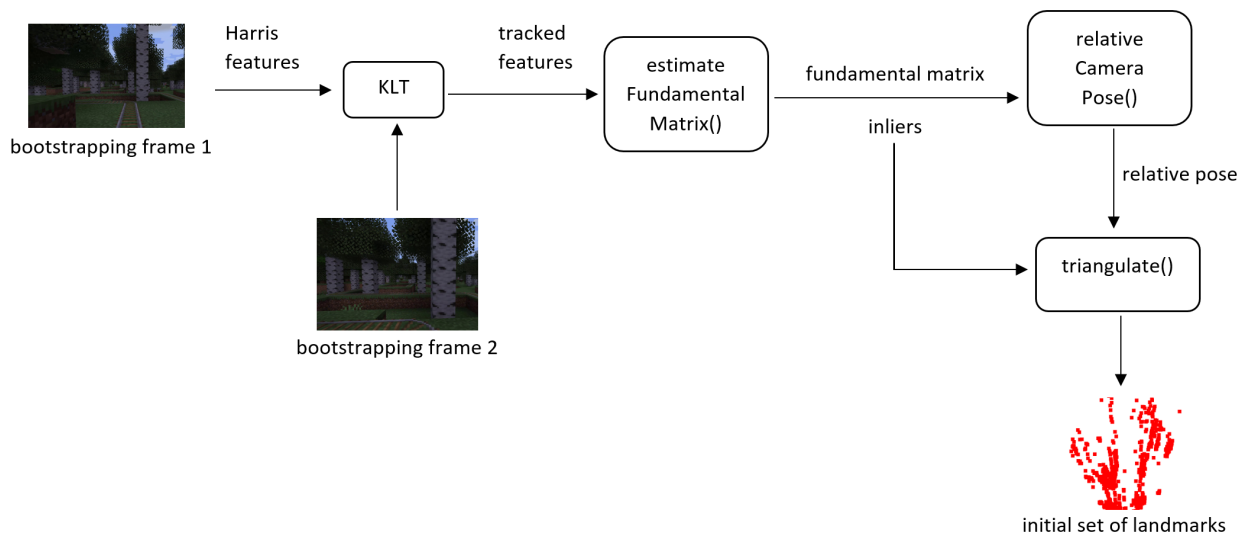 Harris
features
bootstrapping frame 1
KLT
tracked
features
bootstrapping frame 2
estimate
Fundamental
Matrix()
fundamental matrix
inliers
relative
Camera
Pose()
relative pose
triangulate()
initial set of landmarks